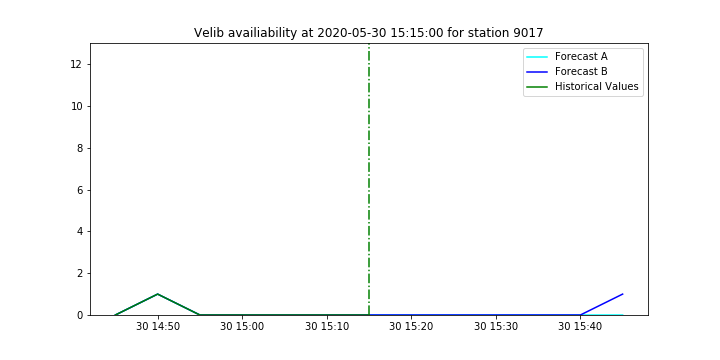 Velib availiability at 2020-05-30 15:15:00 for station 9017
Forecast A
Forecast B
Historical Values
12
10
8
6
4
2
0
30 14:50 30 15:00 30 15:10 30 15:20 30 15:30 30 15:40